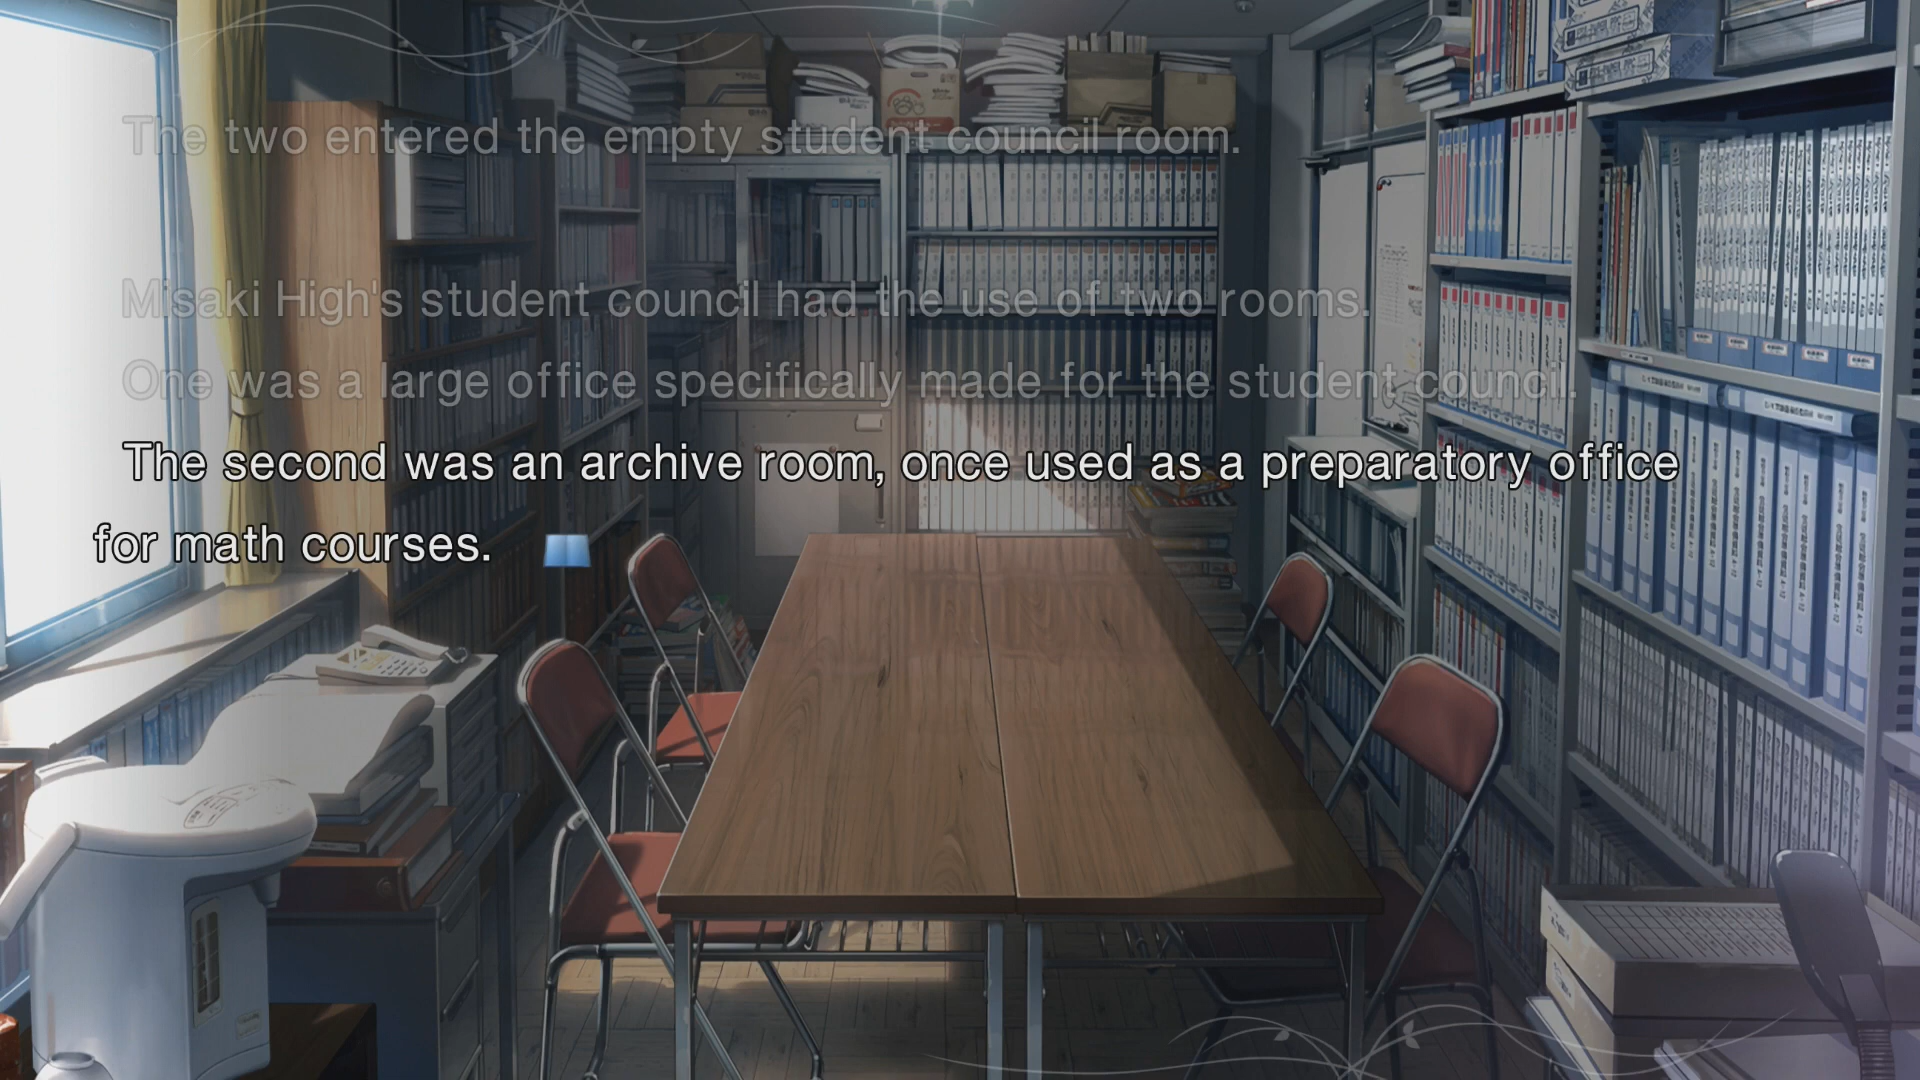 The two entered the empty student council room.
Misaki High's student council had the use of two rooms.
One was a large office specifically made for the student council.
The second was an archive room, once used as a preparatory office
for math courses.